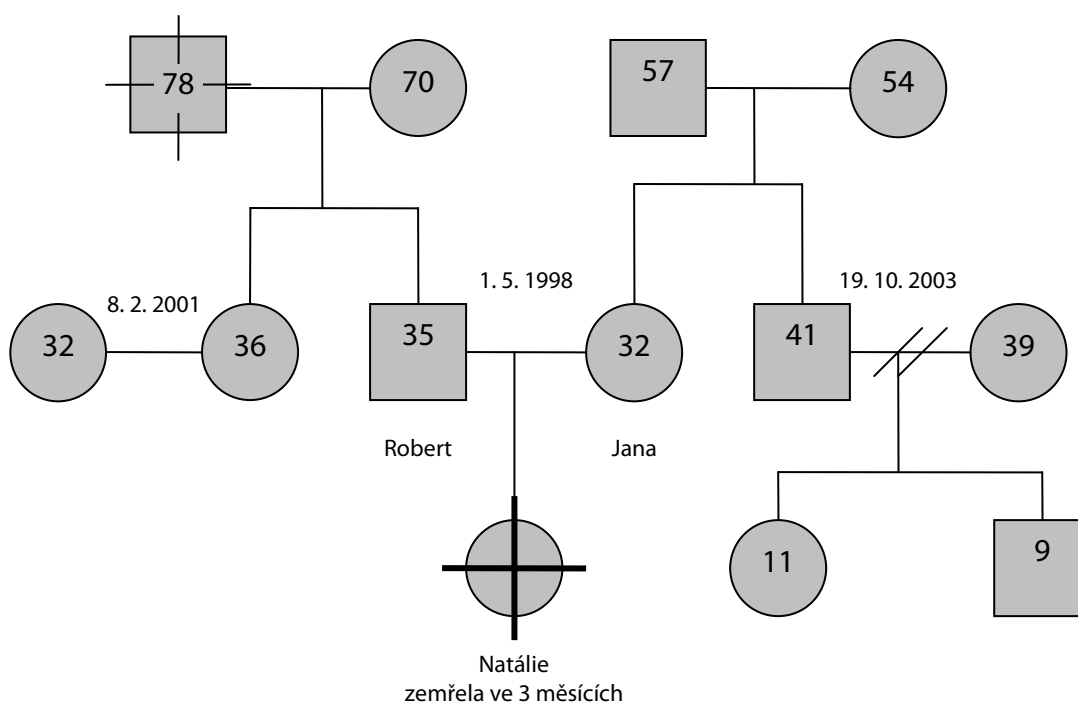 78
70
57
54
8. 2. 2001
1. 5. 1998
19. 10. 2003
32
36
35
32
41
39
Robert
Jana
11
9
Natálie
zemřela ve 3 měsících